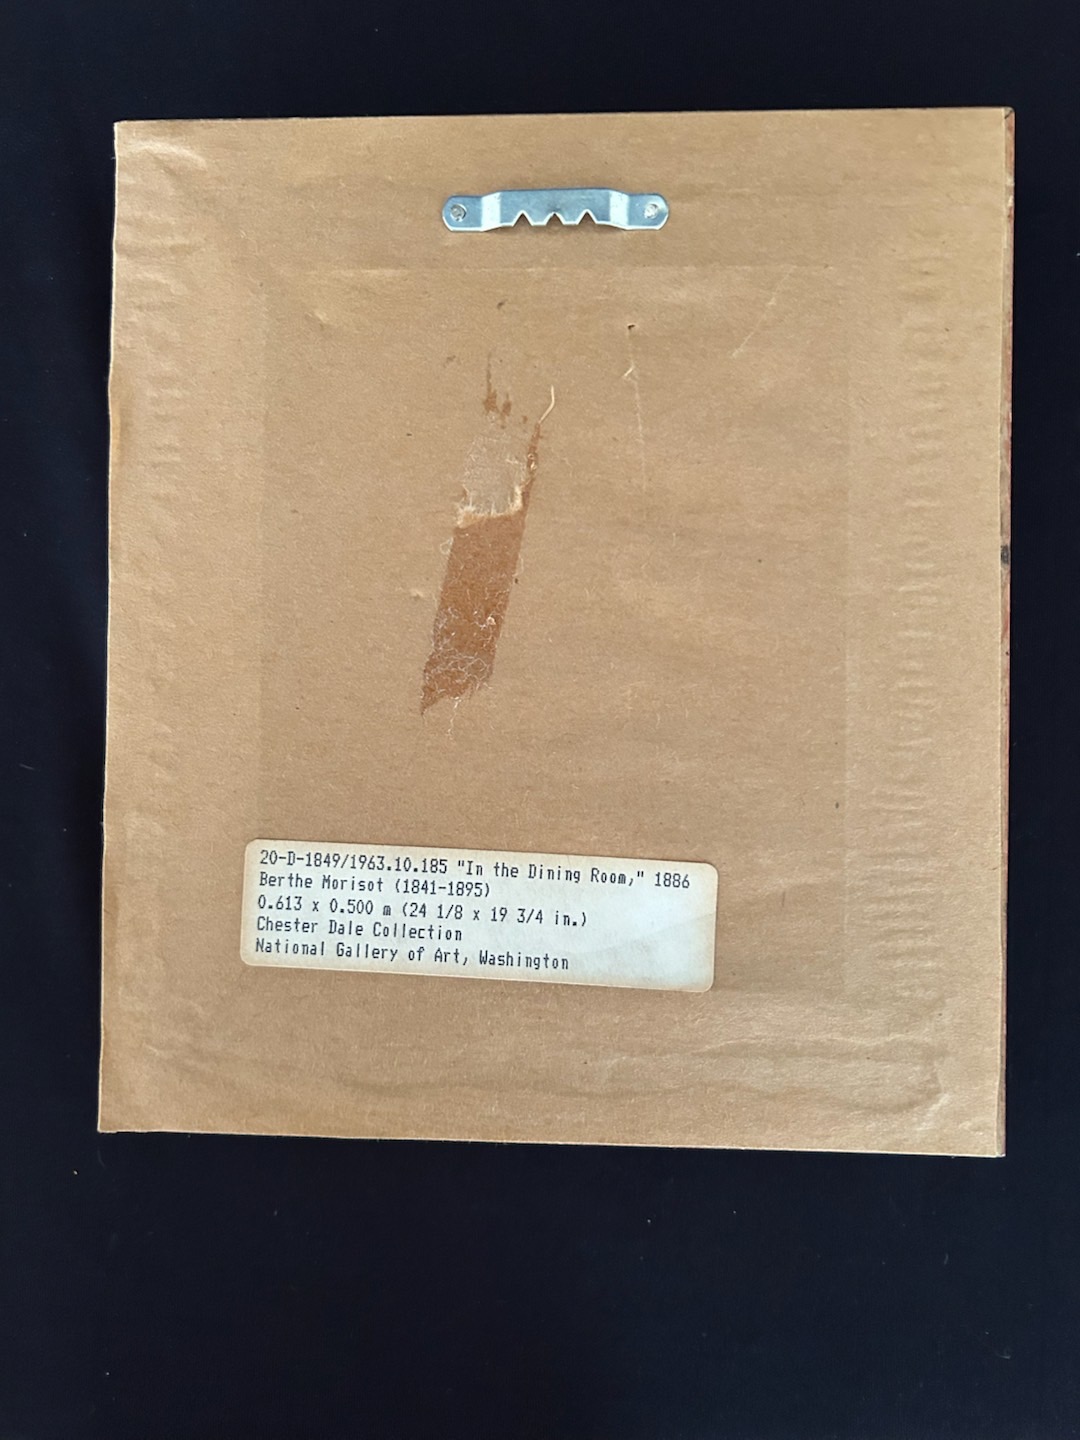 20-D-1849/1963.10.185 "In the Dining Room," 1886
Berthe Morisot (1841-1895)
0.613 x 0.500 m (24 1/8 x 19 3/4 in.)
Chester Dale Collection
National Gallery of Art, Washington